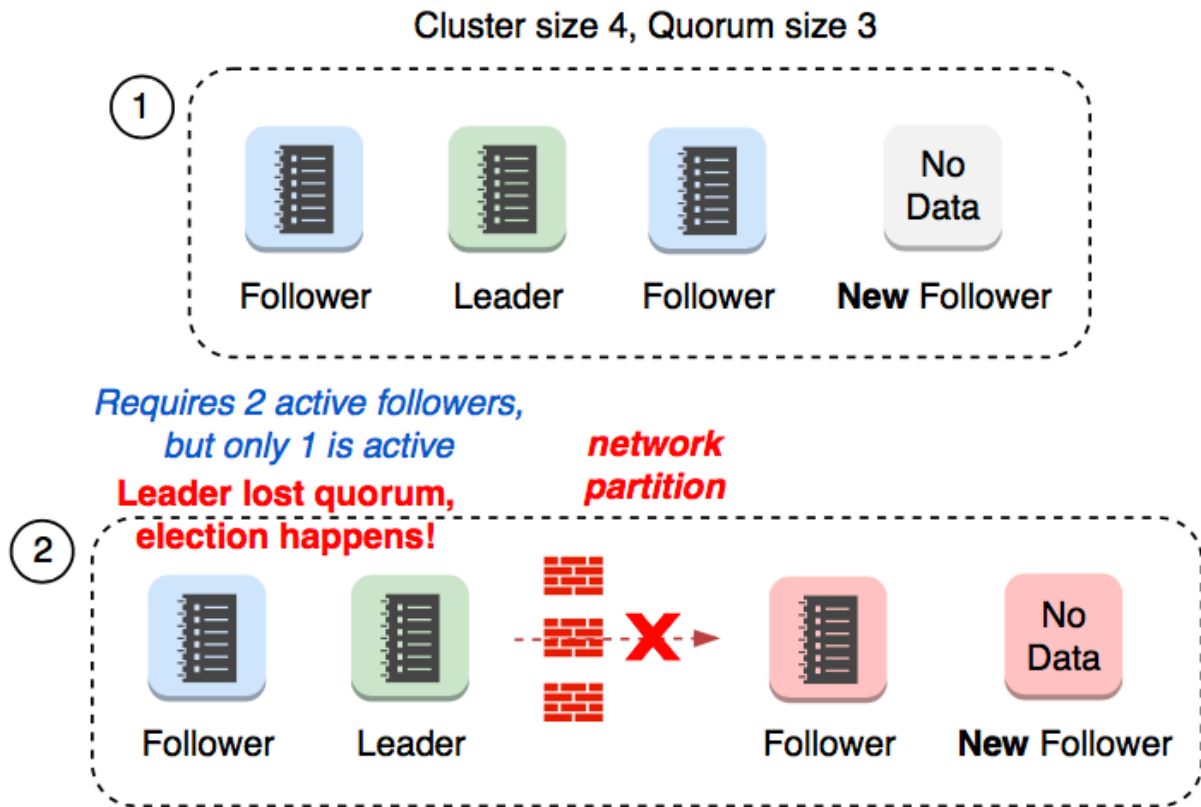 Cluster size 4, Quorum size 3
1
No
Data
Follower
Leader
Follower
New Follower
Requires 2 active followers,
but only 1 is active
network
partition
Leader lost quorum,
election happens!
2
X
No
Data
Follower
Leader
Follower
New Follower